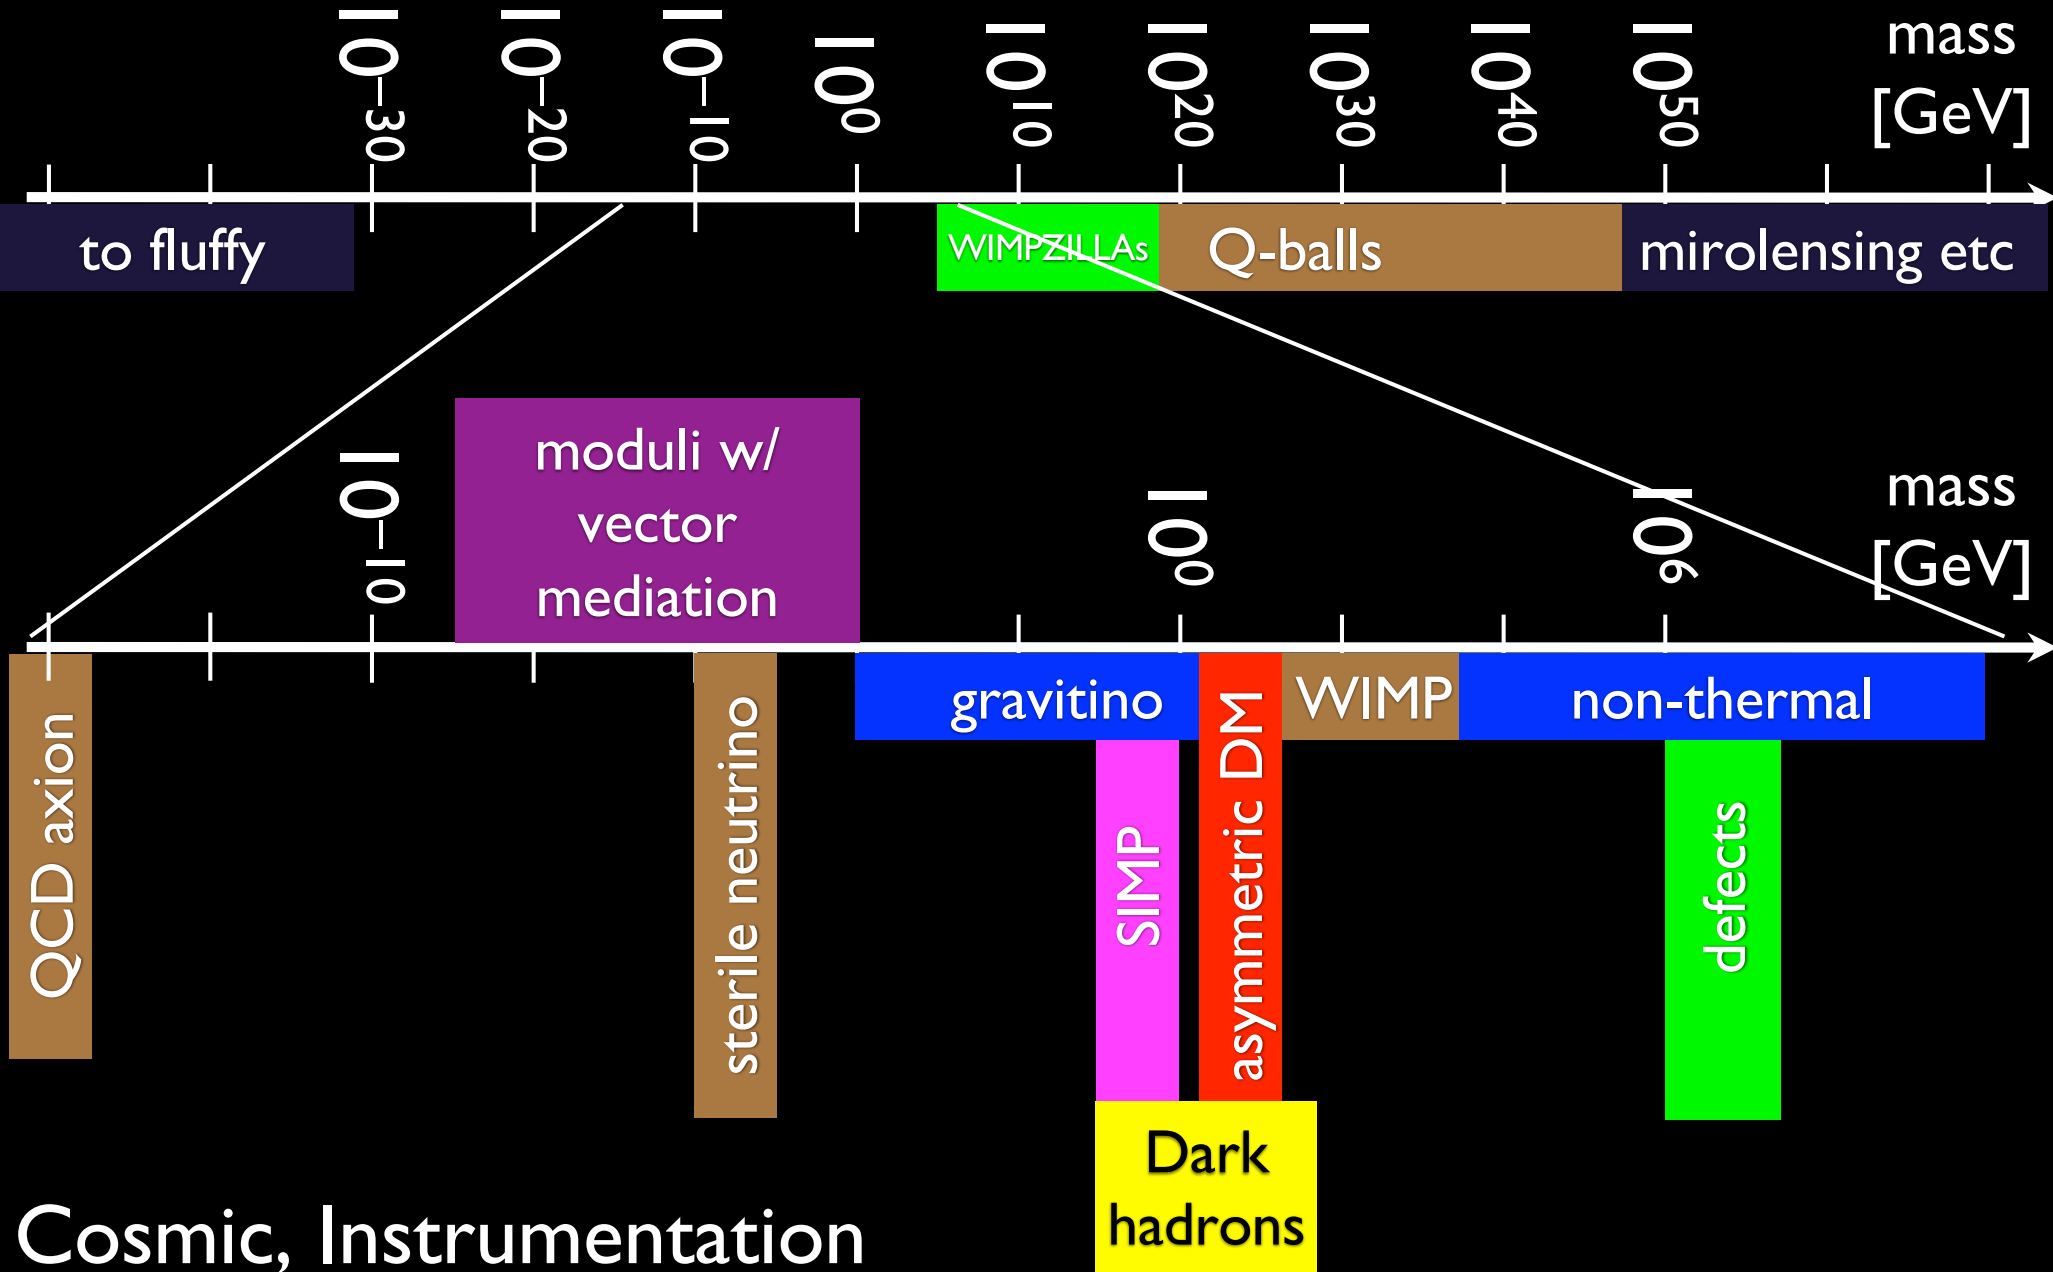 10⁻³⁰
10⁻²⁰
10⁻¹⁰
10⁰
10¹⁰
10²⁰
10³⁰
10⁴⁰
10⁵⁰
mass
[GeV]
to fluffy
WIMPZILLAs
Q-balls
mirolensing etc
10⁻¹⁰
moduli w/
vector
mediation
10⁰
10⁶
mass
[GeV]
QCD axion
sterile neutrino
gravitino
SIMP
asymmetric DM
WIMP
non-thermal
defects
Dark
hadrons
Cosmic, Instrumentation